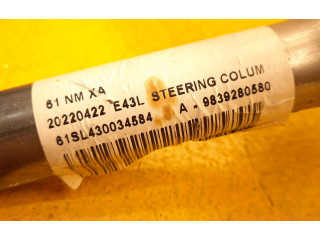 61 NM X4
20220422 E43L STEERING COLUM
61SL430034584 A - 9839280580